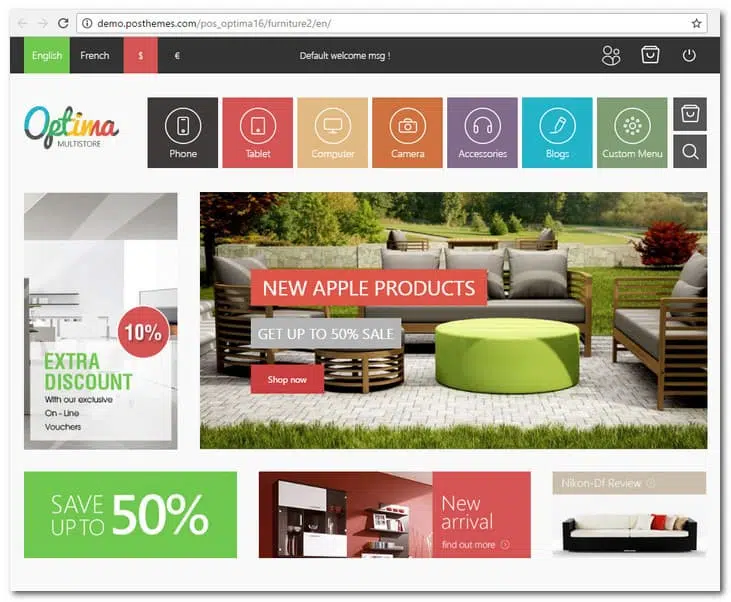 demo.posthemes.com/pos_optima16/furniture2/en/
English French $ € Default welcome msg !
Optima
MULTISTORE
Phone Tablet Computer Camera Accessories Blogs Custom Menu
10%
EXTRA
DISCOUNT
With our exclusive
On - Line
Vouchers
NEW APPLE PRODUCTS
GET UP TO 50% SALE
Shop now
SAVE
UP TO 50%
New
arrival
find out more
Nikon-Df Review